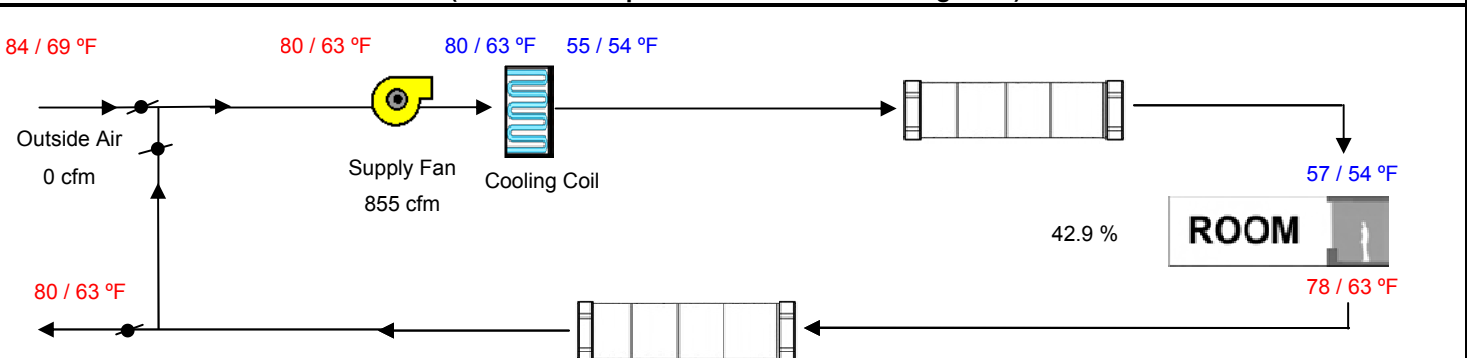 84 / 69 ºF
80 / 63 ºF
80 / 63 ºF
55 / 54 ºF
Outside Air
0 cfm
Supply Fan
855 cfm
Cooling Coil
57 / 54 ºF
42.9 %
ROOM
80 / 63 ºF
78 / 63 ºF